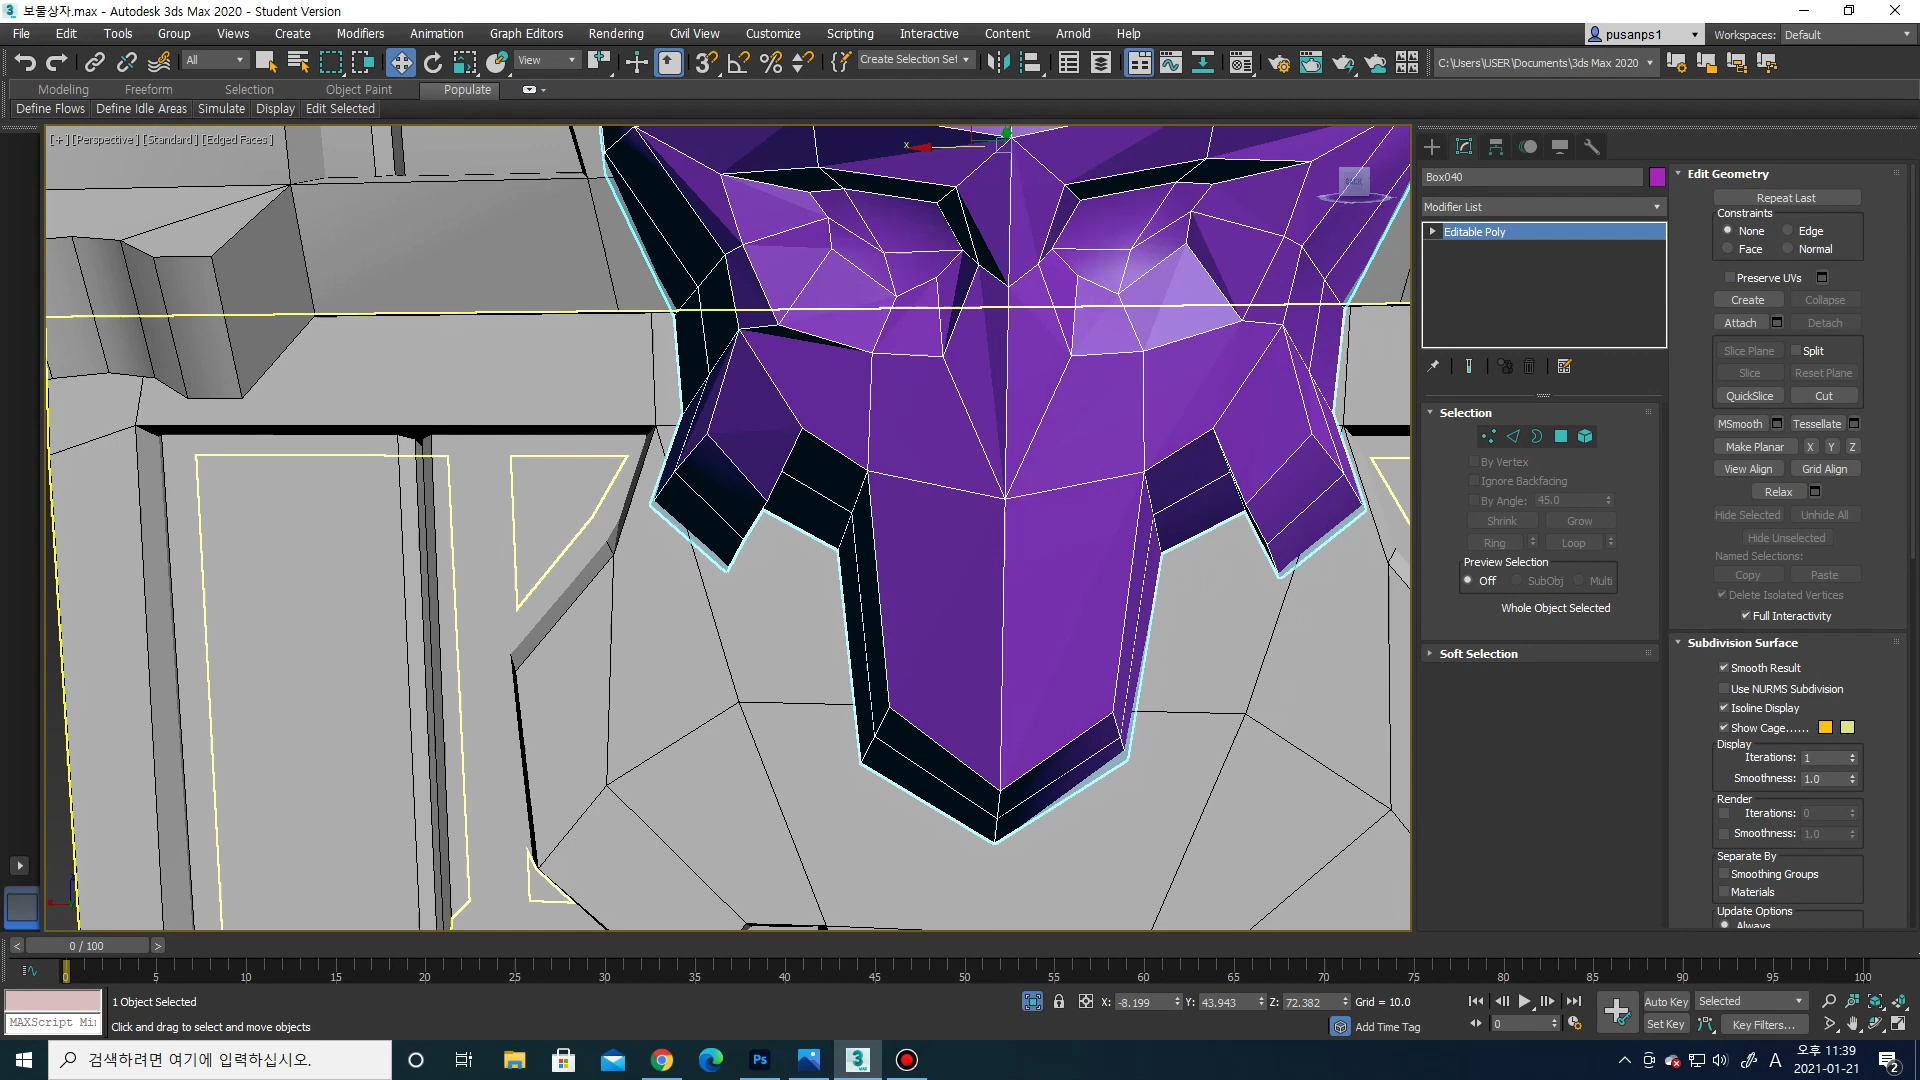 보물상자.max - Autodesk 3ds Max 2020 - Student Version
File Edit Tools Group Views Create Modifiers Animation Graph Editors Rendering Civil View Customize Scripting Interactive Content Arnold Help
pusanps1 Workspaces: Default
All View Create Selection Set C:\Users\USER\Documents\3ds Max 2020
Modeling Freeform Selection Object Paint Populate
Define Flows Define Idle Areas Simulate Display Edit Selected
[+] [Perspective] [Standard] [Edged Faces]
x
Box040
Modifier List
Editable Poly
Selection
By Vertex
Ignore Backfacing
By Angle: 45.0
Shrink Grow
Ring Loop
Preview Selection
Off SubObj Multi
Whole Object Selected
Soft Selection
Edit Geometry
Repeat Last
Constraints
None Edge
Face Normal
Preserve UVs
Create Collapse
Attach Detach
Slice Plane Split
Slice Reset Plane
QuickSlice Cut
MSmooth Tessellate
Make Planar X Y Z
View Align Grid Align
Relax
Hide Selected Unhide All
Hide Unselected
Named Selections:
Copy Paste
Delete Isolated Vertices
Full Interactivity
Subdivision Surface
Smooth Result
Use NURMS Subdivision
Isoline Display
Show Cage......
Display
Iterations: 1
Smoothness: 1.0
Render
Iterations: 0
Smoothness: 1.0
Separate By
Smoothing Groups
Materials
Update Options
Always
< 0 / 100 >
0 5 10 15 20 25 30 35 40 45 50 55 60 65 70 75 80 85 90 95 100
1 Object Selected X: -8.199 Y: 43.943 Z: 72.382 Grid = 10.0 Auto Key Selected
MAXScript Mi Click and drag to select and move objects Add Time Tag 0 Set Key Key Filters...
검색하려면 여기에 입력하십시오. Ps 3 MAX A 오후 11:39
2021-01-21 2